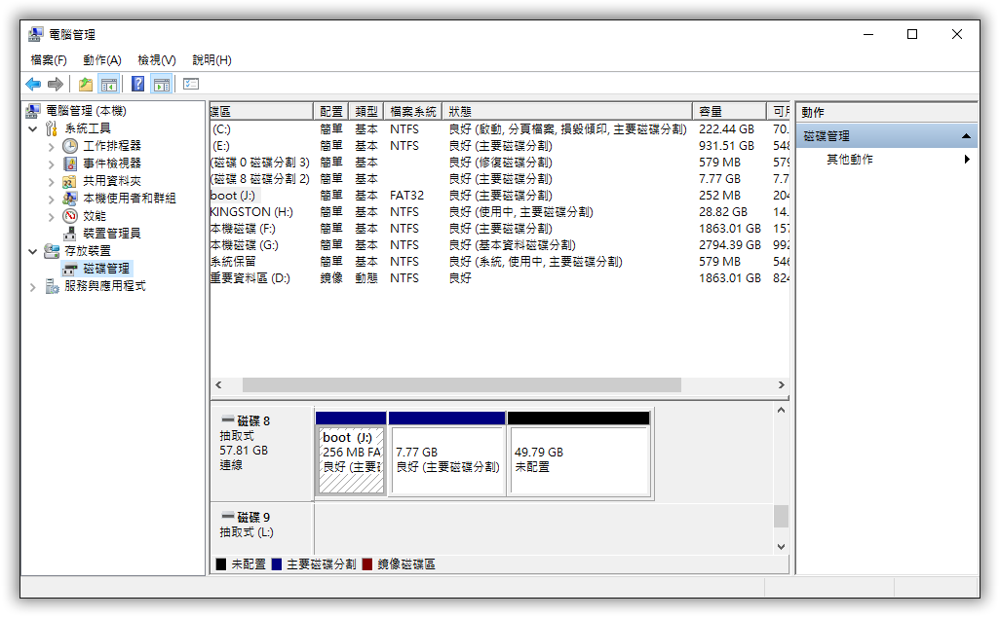 電腦管理
檔案(F) 動作(A) 檢視(V) 說明(H)
電腦管理 (本機)
系統工具
工作排程器
事件檢視器
共用資料夾
本機使用者和群組
效能
裝置管理員
存放裝置
磁碟管理
服務與應用程式
磁區 配置 類型 檔案系統 狀態 容量 可用
(C:) 簡單 基本 NTFS 良好 (啟動, 分頁檔案, 損毀傾印, 主要磁碟分割) 222.44 GB 70.
(E:) 簡單 基本 NTFS 良好 (主要磁碟分割) 931.51 GB 548
(磁碟 0 磁碟分割 3) 簡單 基本 良好 (修復磁碟分割) 579 MB 579
(磁碟 8 磁碟分割 2) 簡單 基本 良好 (主要磁碟分割) 7.77 GB 7.7
boot (J:) 簡單 基本 FAT32 良好 (主要磁碟分割) 252 MB 204
KINGSTON (H:) 簡單 基本 NTFS 良好 (使用中, 主要磁碟分割) 28.82 GB 14.
本機磁碟 (F:) 簡單 基本 NTFS 良好 (主要磁碟分割) 1863.01 GB 157
本機磁碟 (G:) 簡單 基本 NTFS 良好 (基本資料磁碟分割) 2794.39 GB 992
系統保留 簡單 基本 NTFS 良好 (系統, 使用中, 主要磁碟分割) 579 MB 546
重要資料區 (D:) 鏡像 動態 NTFS 良好 1863.01 GB 824
磁碟 8
抽取式
57.81 GB
連線
boot (J:)
256 MB FA
良好 (主要磁
7.77 GB
良好 (主要磁碟分割)
49.79 GB
未配置
磁碟 9
抽取式 (L:)
未配置 主要磁碟分割 鏡像磁碟區
動作
磁碟管理
其他動作